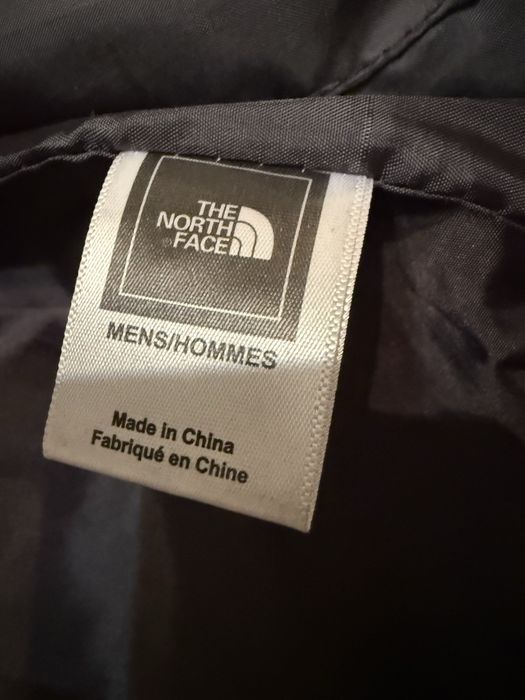 THE
NORTH
FACE
MENS/HOMMES
Made in China
Fabriqué en Chine